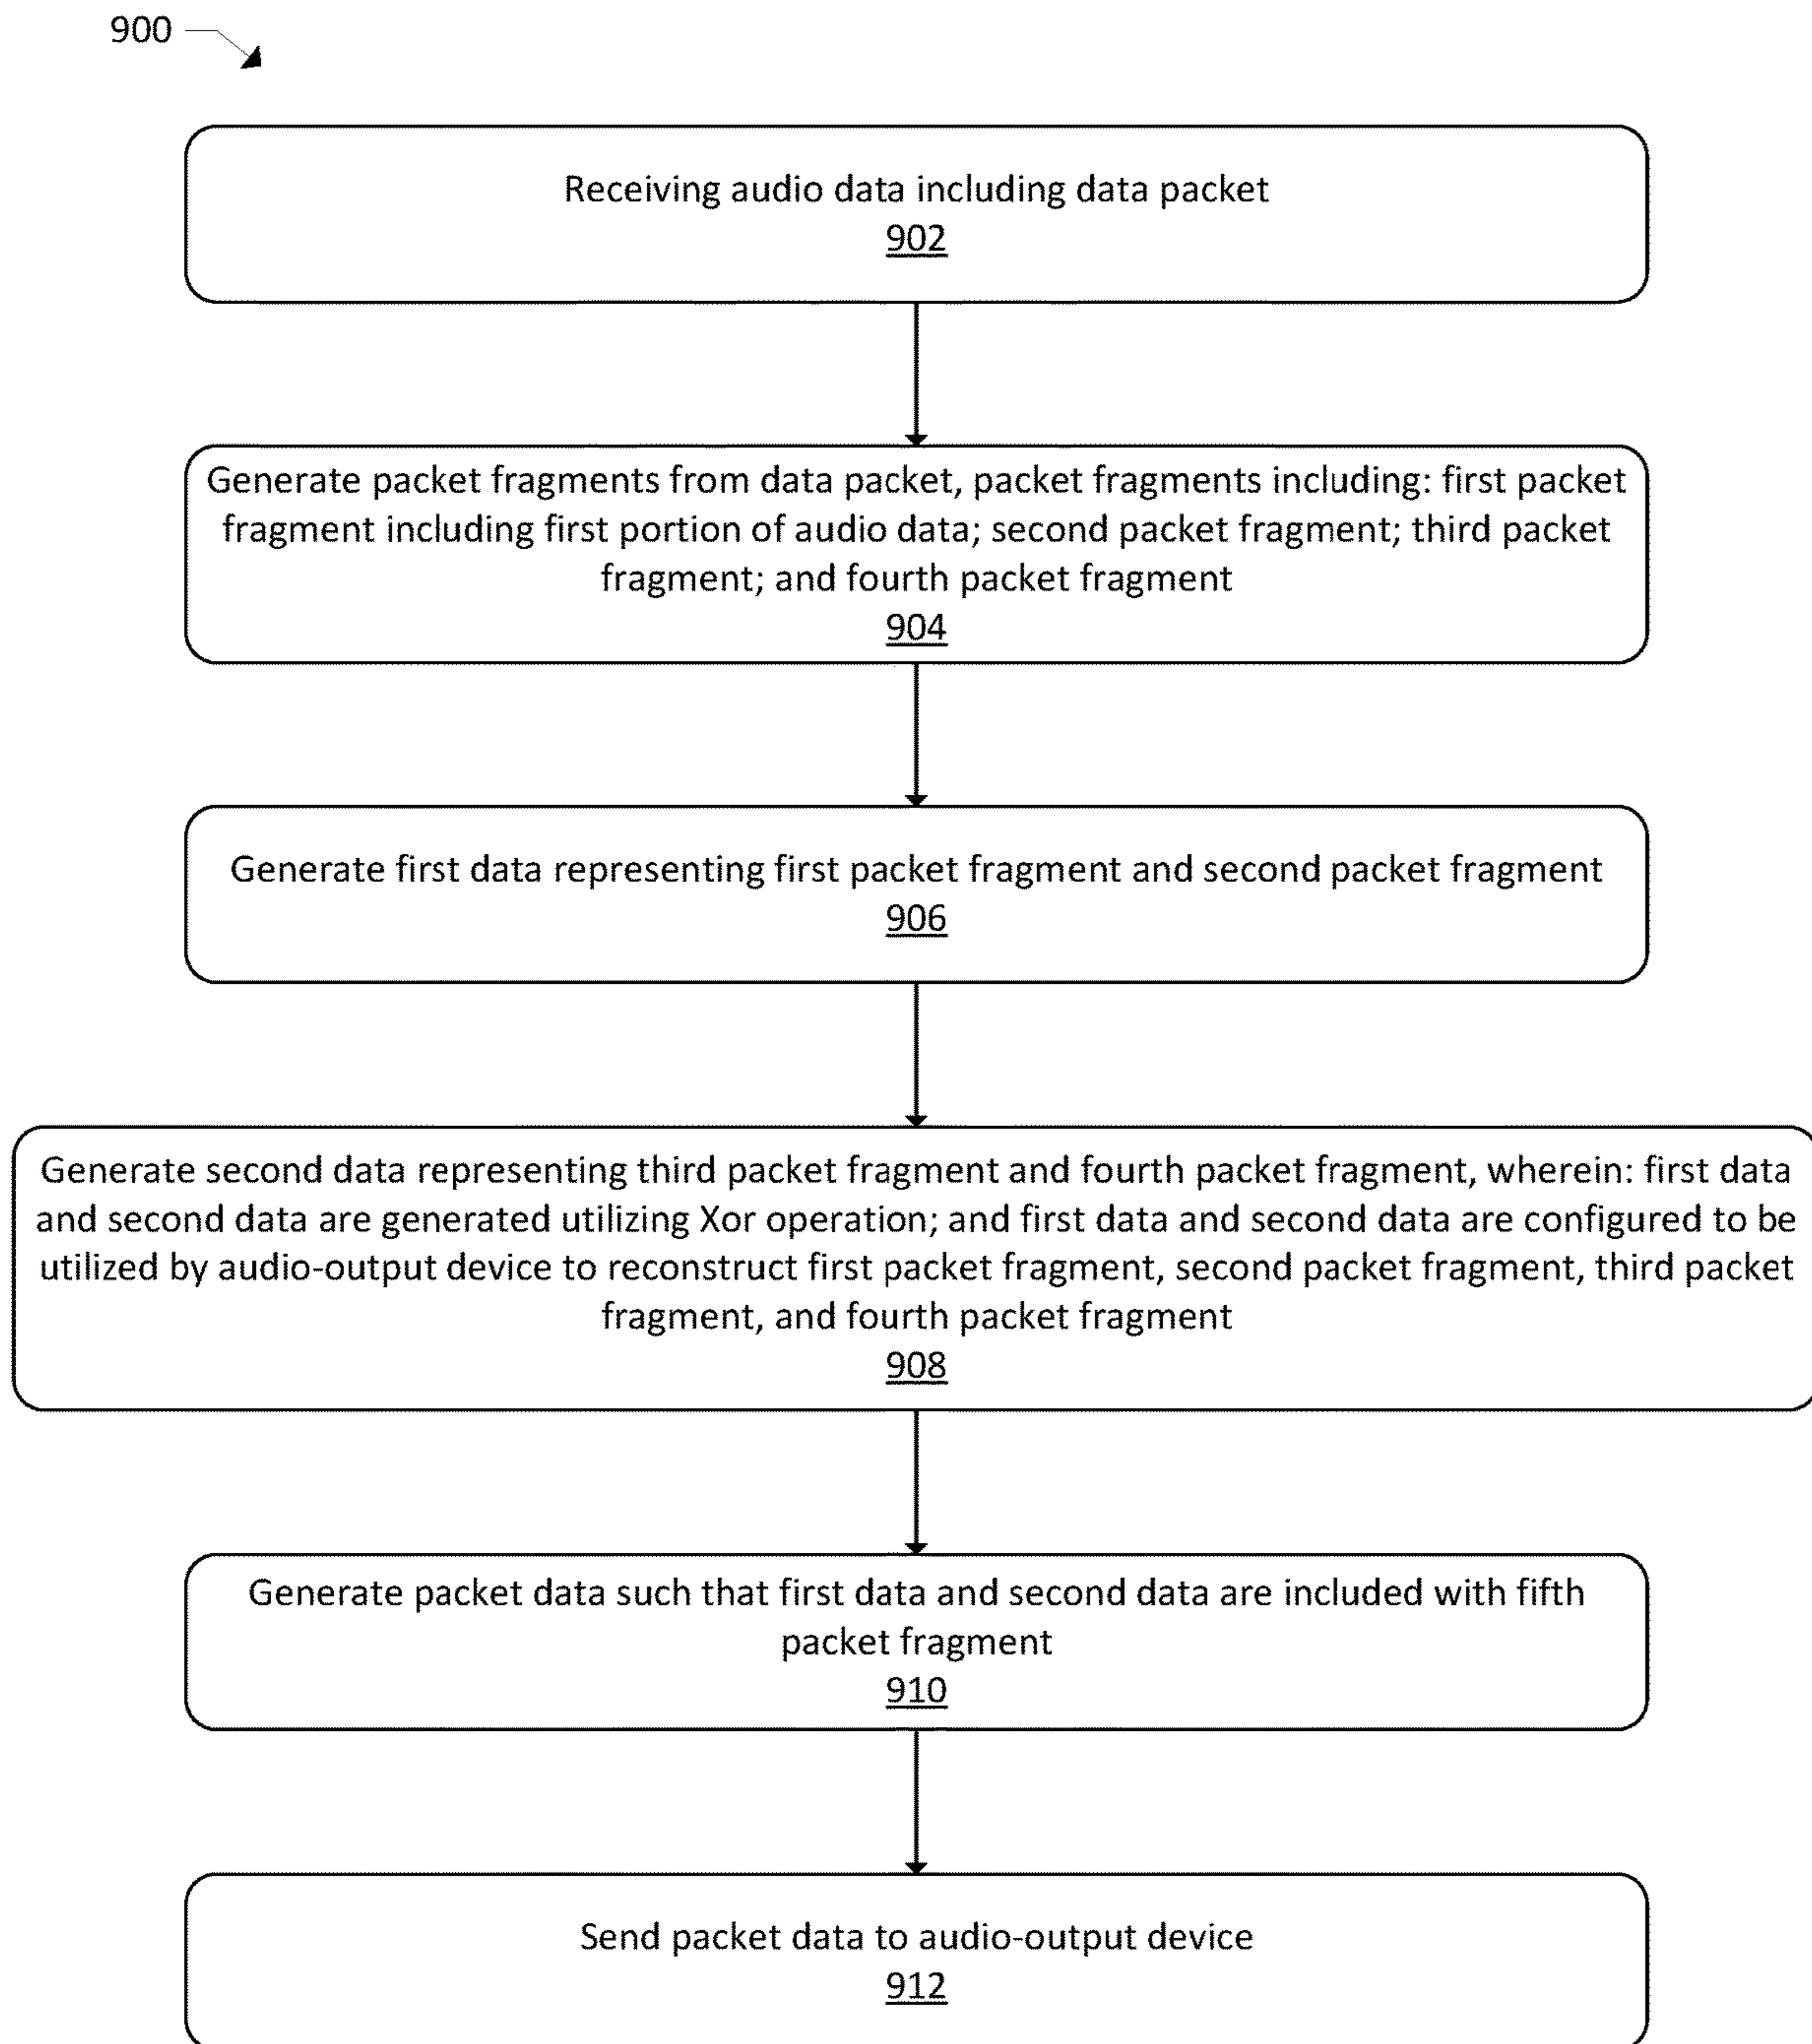 900
Receiving audio data including data packet
902
Generate packet fragments from data packet, packet fragments including: first packet
fragment including first portion of audio data; second packet fragment; third packet
fragment; and fourth packet fragment
904
Generate first data representing first packet fragment and second packet fragment
906
Generate second data representing third packet fragment and fourth packet fragment, wherein: first data
and second data are generated utilizing Xor operation; and first data and second data are configured to be
utilized by audio-output device to reconstruct first packet fragment, second packet fragment, third packet
fragment, and fourth packet fragment
908
Generate packet data such that first data and second data are included with fifth
packet fragment
910
Send packet data to audio-output device
912